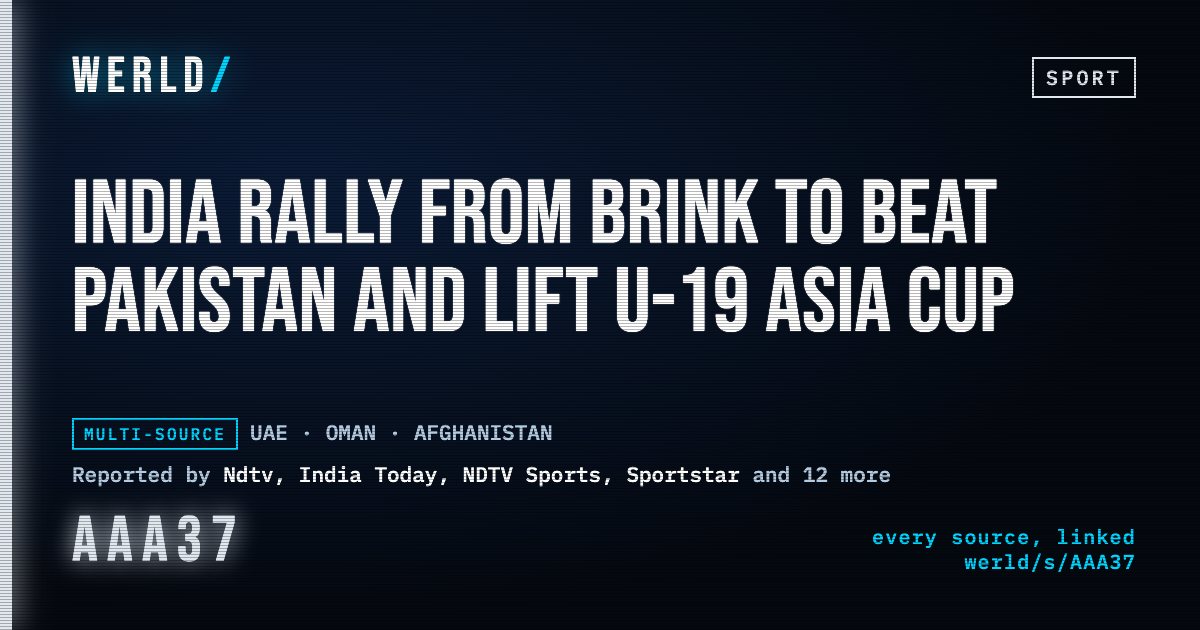 WERLD/
SPORT
INDIA RALLY FROM BRINK TO BEAT
PAKISTAN AND LIFT U-19 ASIA CUP
MULTI-SOURCE UAE · OMAN · AFGHANISTAN
Reported by Ndtv, India Today, NDTV Sports, Sportstar and 12 more
AAA37
every source, linked
werld/s/AAA37